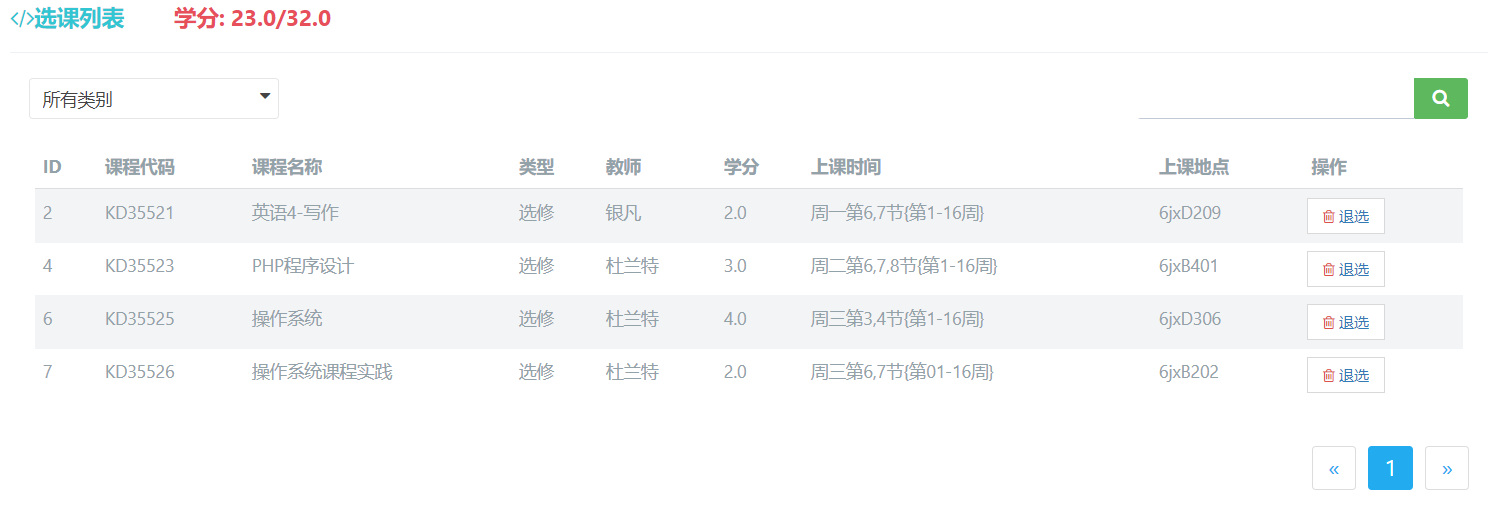 </>选课列表 学分: 23.0/32.0
所有类别
ID 课程代码 课程名称 类型 教师 学分 上课时间 上课地点 操作
2 KD35521 英语4-写作 选修 银凡 2.0 周一第6,7节{第1-16周} 6jxD209 退选
4 KD35523 PHP程序设计 选修 杜兰特 3.0 周二第6,7,8节{第1-16周} 6jxB401 退选
6 KD35525 操作系统 选修 杜兰特 4.0 周三第3,4节{第1-16周} 6jxD306 退选
7 KD35526 操作系统课程实践 选修 杜兰特 2.0 周三第6,7节{第01-16周} 6jxB202 退选
« 1 »